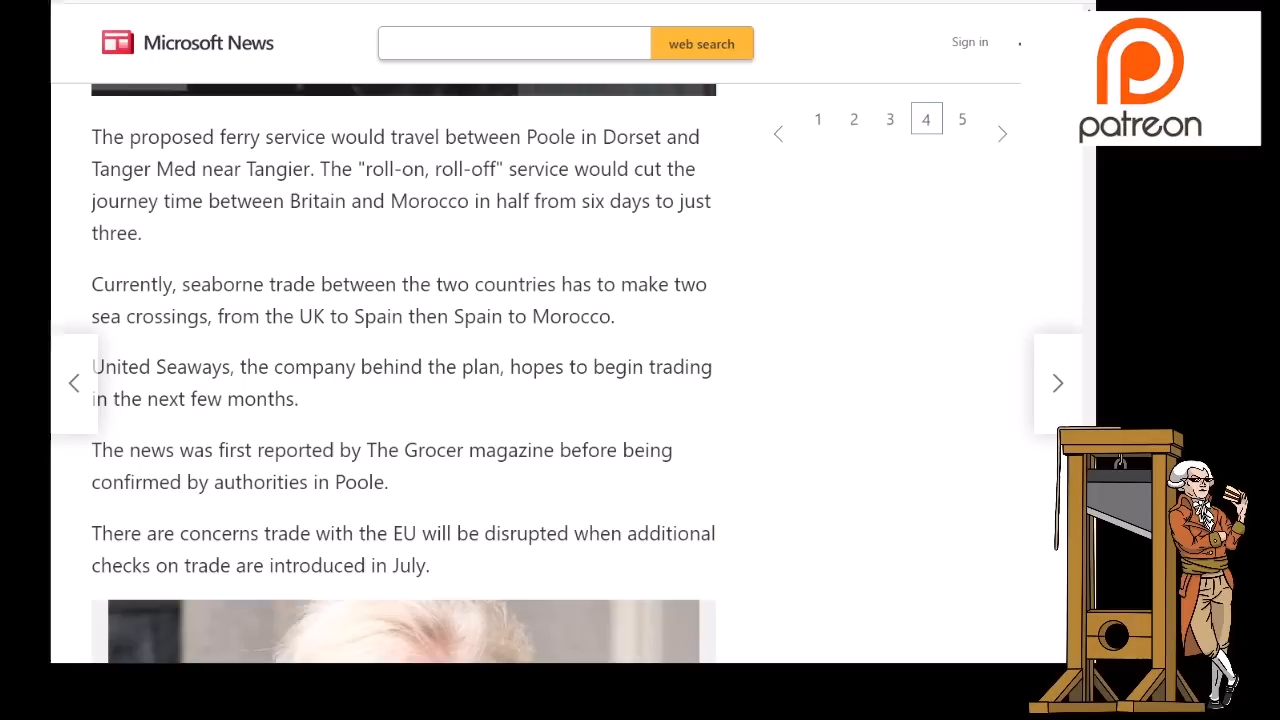 Microsoft News
web search
Sign in
patreon
1 2 3 4 5
The proposed ferry service would travel between Poole in Dorset and
Tanger Med near Tangier. The "roll-on, roll-off" service would cut the
journey time between Britain and Morocco in half from six days to just
three.
Currently, seaborne trade between the two countries has to make two
sea crossings, from the UK to Spain then Spain to Morocco.
United Seaways, the company behind the plan, hopes to begin trading
in the next few months.
The news was first reported by The Grocer magazine before being
confirmed by authorities in Poole.
There are concerns trade with the EU will be disrupted when additional
checks on trade are introduced in July.